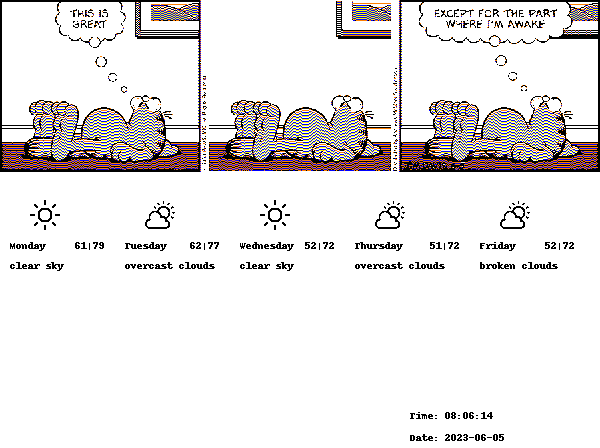 THIS IS
GREAT
EXCEPT FOR THE PART
WHERE I'M AWAKE
Monday 61|79
clear sky
Tuesday 62|77
overcast clouds
Wednesday 52|72
clear sky
Thursday 51|72
overcast clouds
Friday 52|72
broken clouds
Time: 08:06:14
Date: 2023-06-05